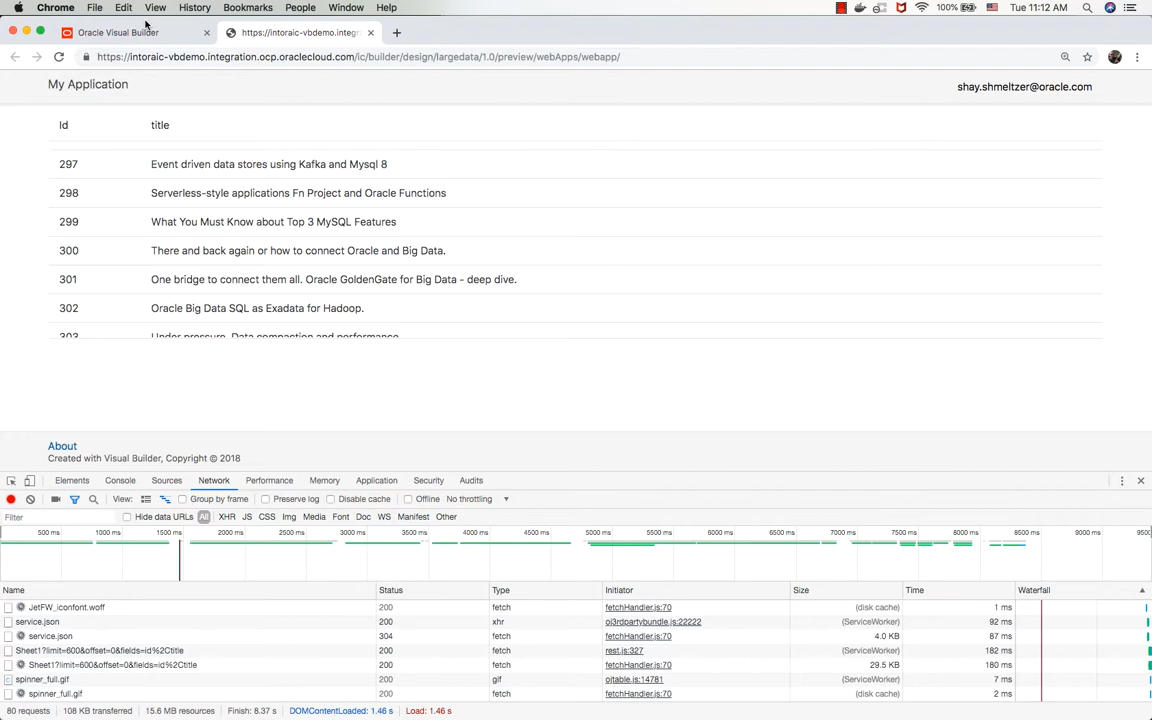 Chrome File Edit View History Bookmarks People Window Help 100% Tue 11:12 AM
Oracle Visual Builder × https://intoraic-vbdemo.integr × +
https://intoraic-vbdemo.integration.ocp.oraclecloud.com/ic/builder/design/largedata/1.0/preview/webApps/webapp/
My Application shay.shmeltzer@oracle.com
Id title
297 Event driven data stores using Kafka and Mysql 8
298 Serverless-style applications Fn Project and Oracle Functions
299 What You Must Know about Top 3 MySQL Features
300 There and back again or how to connect Oracle and Big Data.
301 One bridge to connect them all. Oracle GoldenGate for Big Data - deep dive.
302 Oracle Big Data SQL as Exadata for Hadoop.
303 Under pressure. Data compaction and performance
About
Created with Visual Builder, Copyright © 2018
Elements Console Sources Network Performance Memory Application Security Audits
View: Group by frame Preserve log Disable cache Offline No throttling
Filter Hide data URLs All XHR JS CSS Img Media Font Doc WS Manifest Other
500 ms 1000 ms 1500 ms 2000 ms 2500 ms 3000 ms 3500 ms 4000 ms 4500 ms 5000 ms 5500 ms 6000 ms 6500 ms 7000 ms 7500 ms 8000 ms 8500 ms 9000 ms 950
Name Status Type Initiator Size Time Waterfall
JetFW_iconfont.woff 200 fetch fetchHandler.js:70 (disk cache) 1 ms
service.json 200 xhr oj3rdpartybundle.js:22222 (ServiceWorker) 92 ms
service.json 304 fetch fetchHandler.js:70 4.0 KB 87 ms
Sheet1?limit=600&offset=0&fields=id%2Ctitle 200 fetch rest.js:327 (ServiceWorker) 182 ms
Sheet1?limit=600&offset=0&fields=id%2Ctitle 200 fetch fetchHandler.js:70 29.5 KB 180 ms
spinner_full.gif 200 gif ojtable.js:14781 (ServiceWorker) 7 ms
spinner_full.gif 200 fetch fetchHandler.js:70 (disk cache) 2 ms
80 requests 108 KB transferred 15.6 MB resources Finish: 8.37 s DOMContentLoaded: 1.46 s Load: 1.46 s